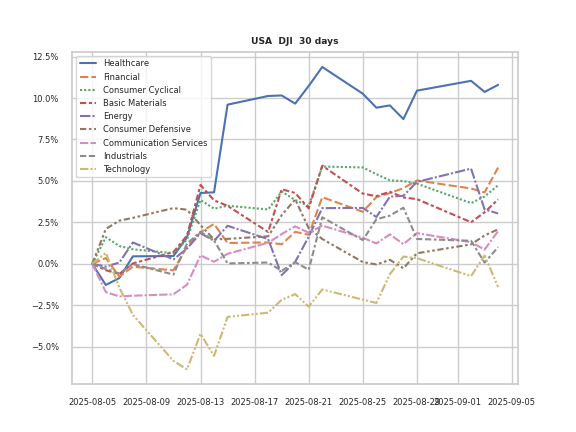 USA DJI 30 days
12.5%
10.0%
7.5%
5.0%
2.5%
0.0%
−2.5%
−5.0%
Healthcare
Financial
Consumer Cyclical
Basic Materials
Energy
Consumer Defensive
Communication Services
Industrials
Technology
2025-08-05 2025-08-09 2025-08-13 2025-08-17 2025-08-21 2025-08-25 2025-08-29 2025-09-01 2025-09-05